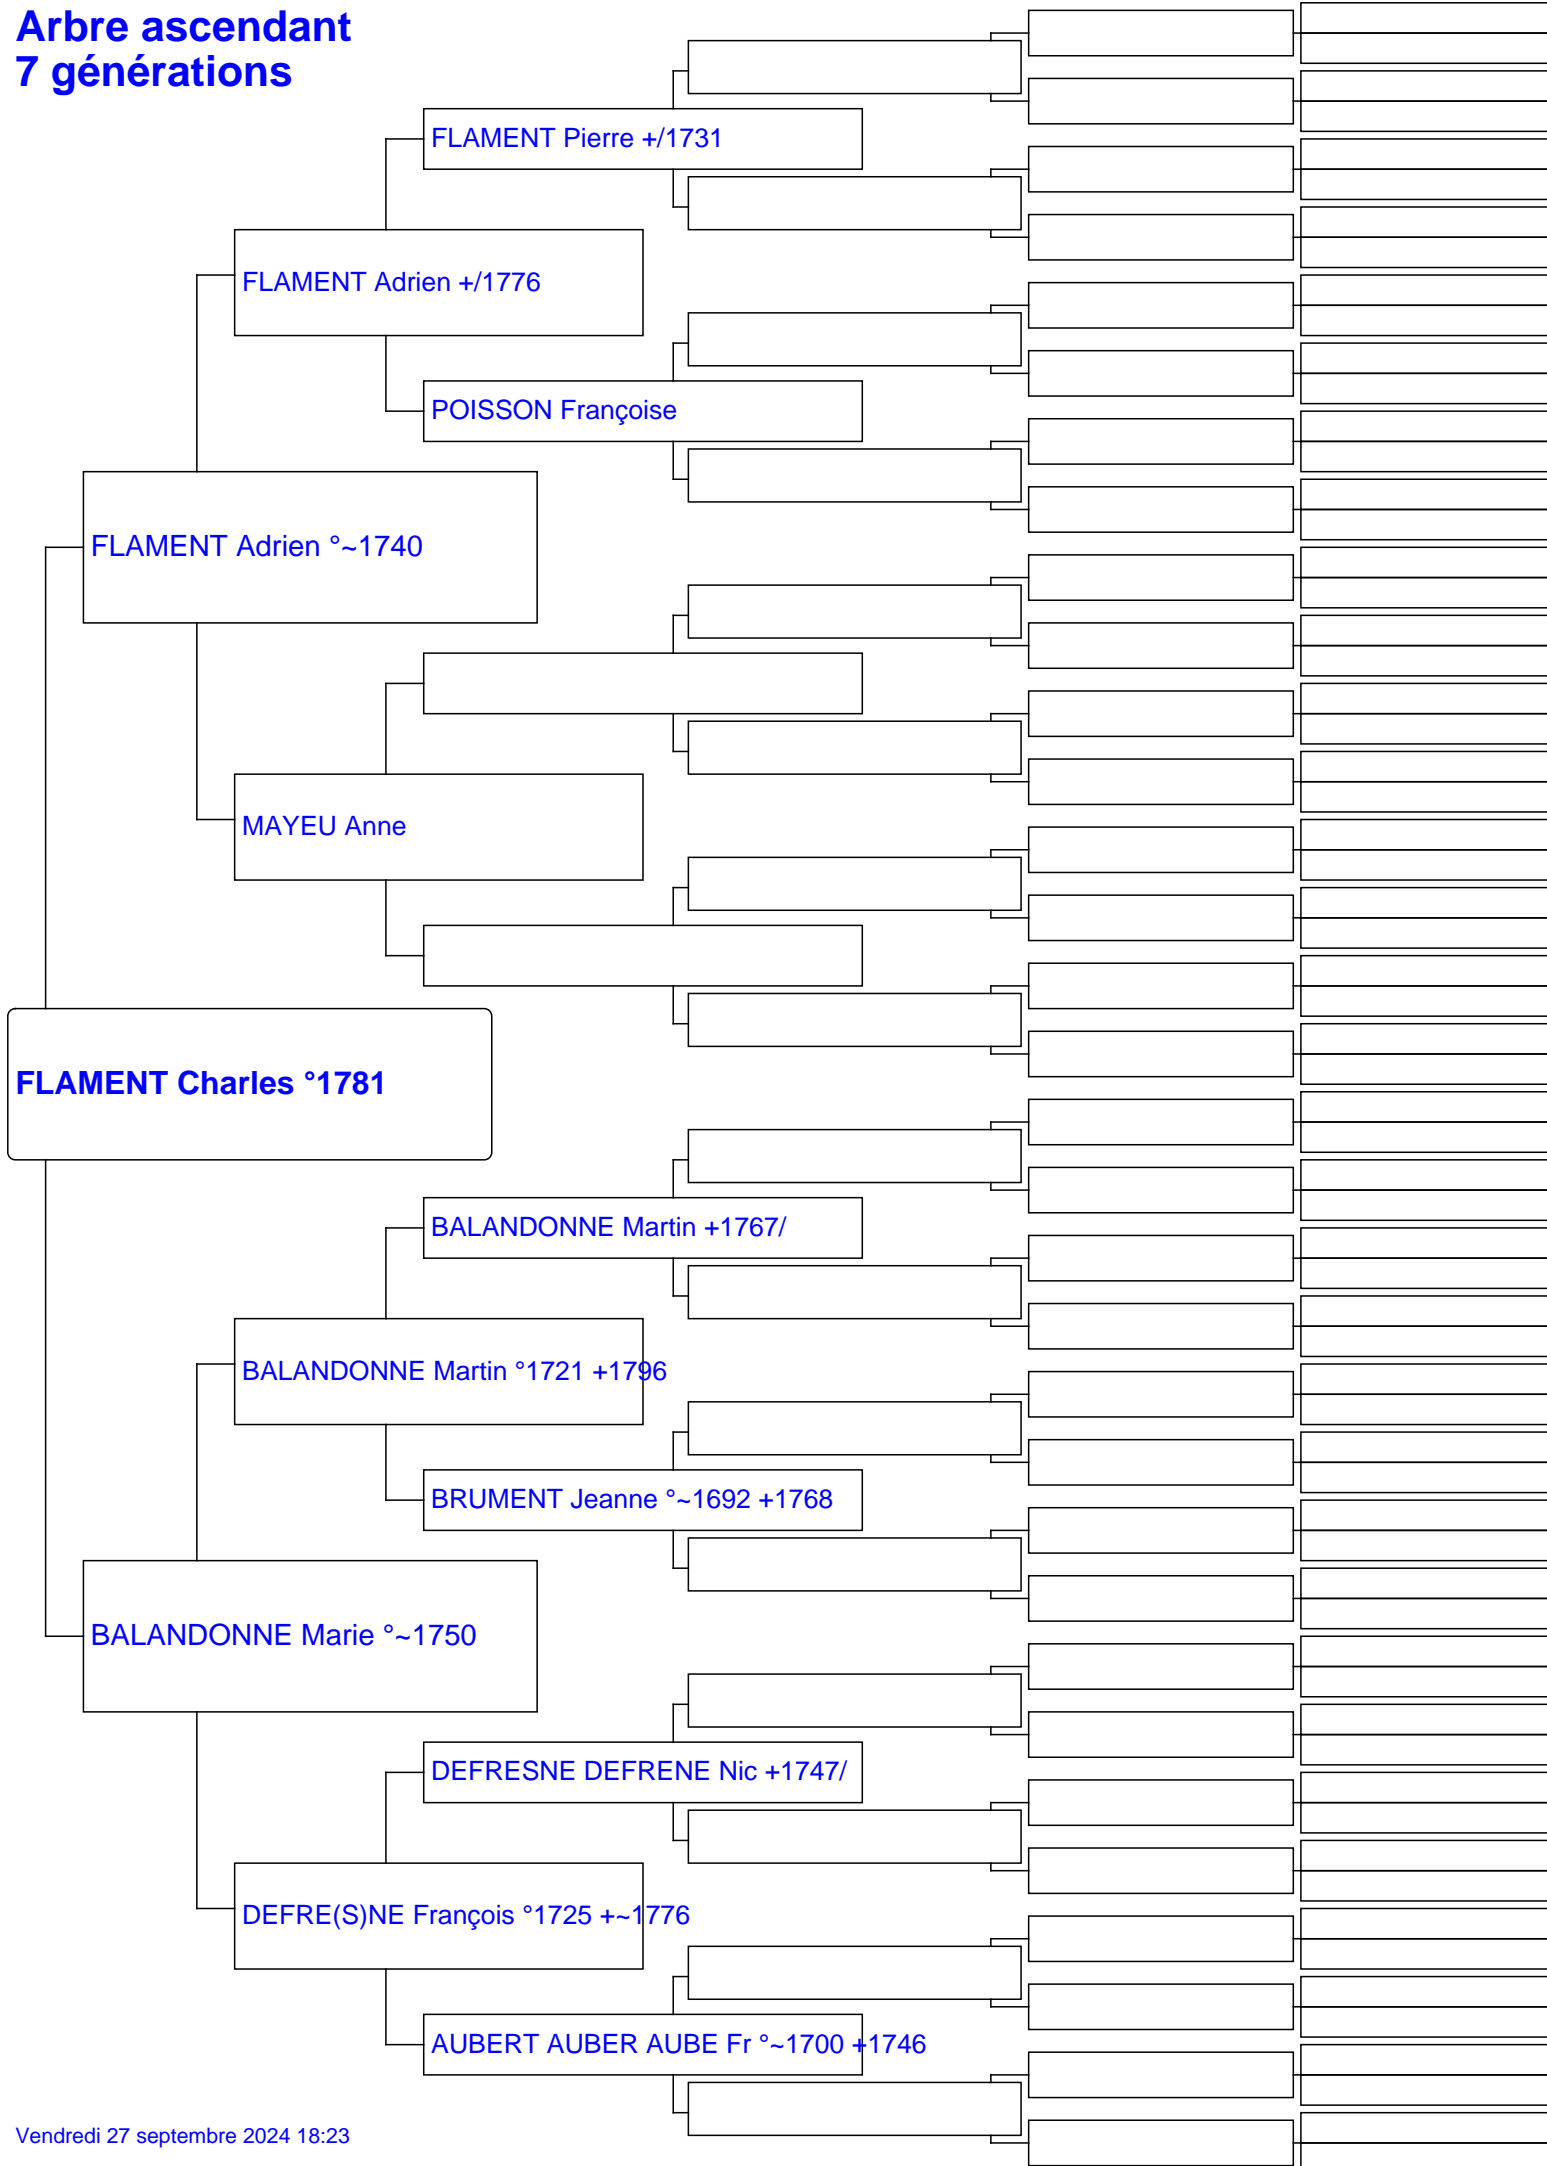 Arbre ascendant
7 générations
FLAMENT Pierre +/1731
FLAMENT Adrien +/1776
POISSON Françoise
FLAMENT Adrien °~1740
MAYEU Anne
FLAMENT Charles °1781
BALANDONNE Martin +1767/
BALANDONNE Martin °1721 +1796
BRUMENT Jeanne °~1692 +1768
BALANDONNE Marie °~1750
DEFRESNE DEFRENE Nic +1747/
DEFRE(S)NE François °1725 +~1776
AUBERT AUBER AUBE Fr °~1700 +1746
Vendredi 27 septembre 2024 18:23